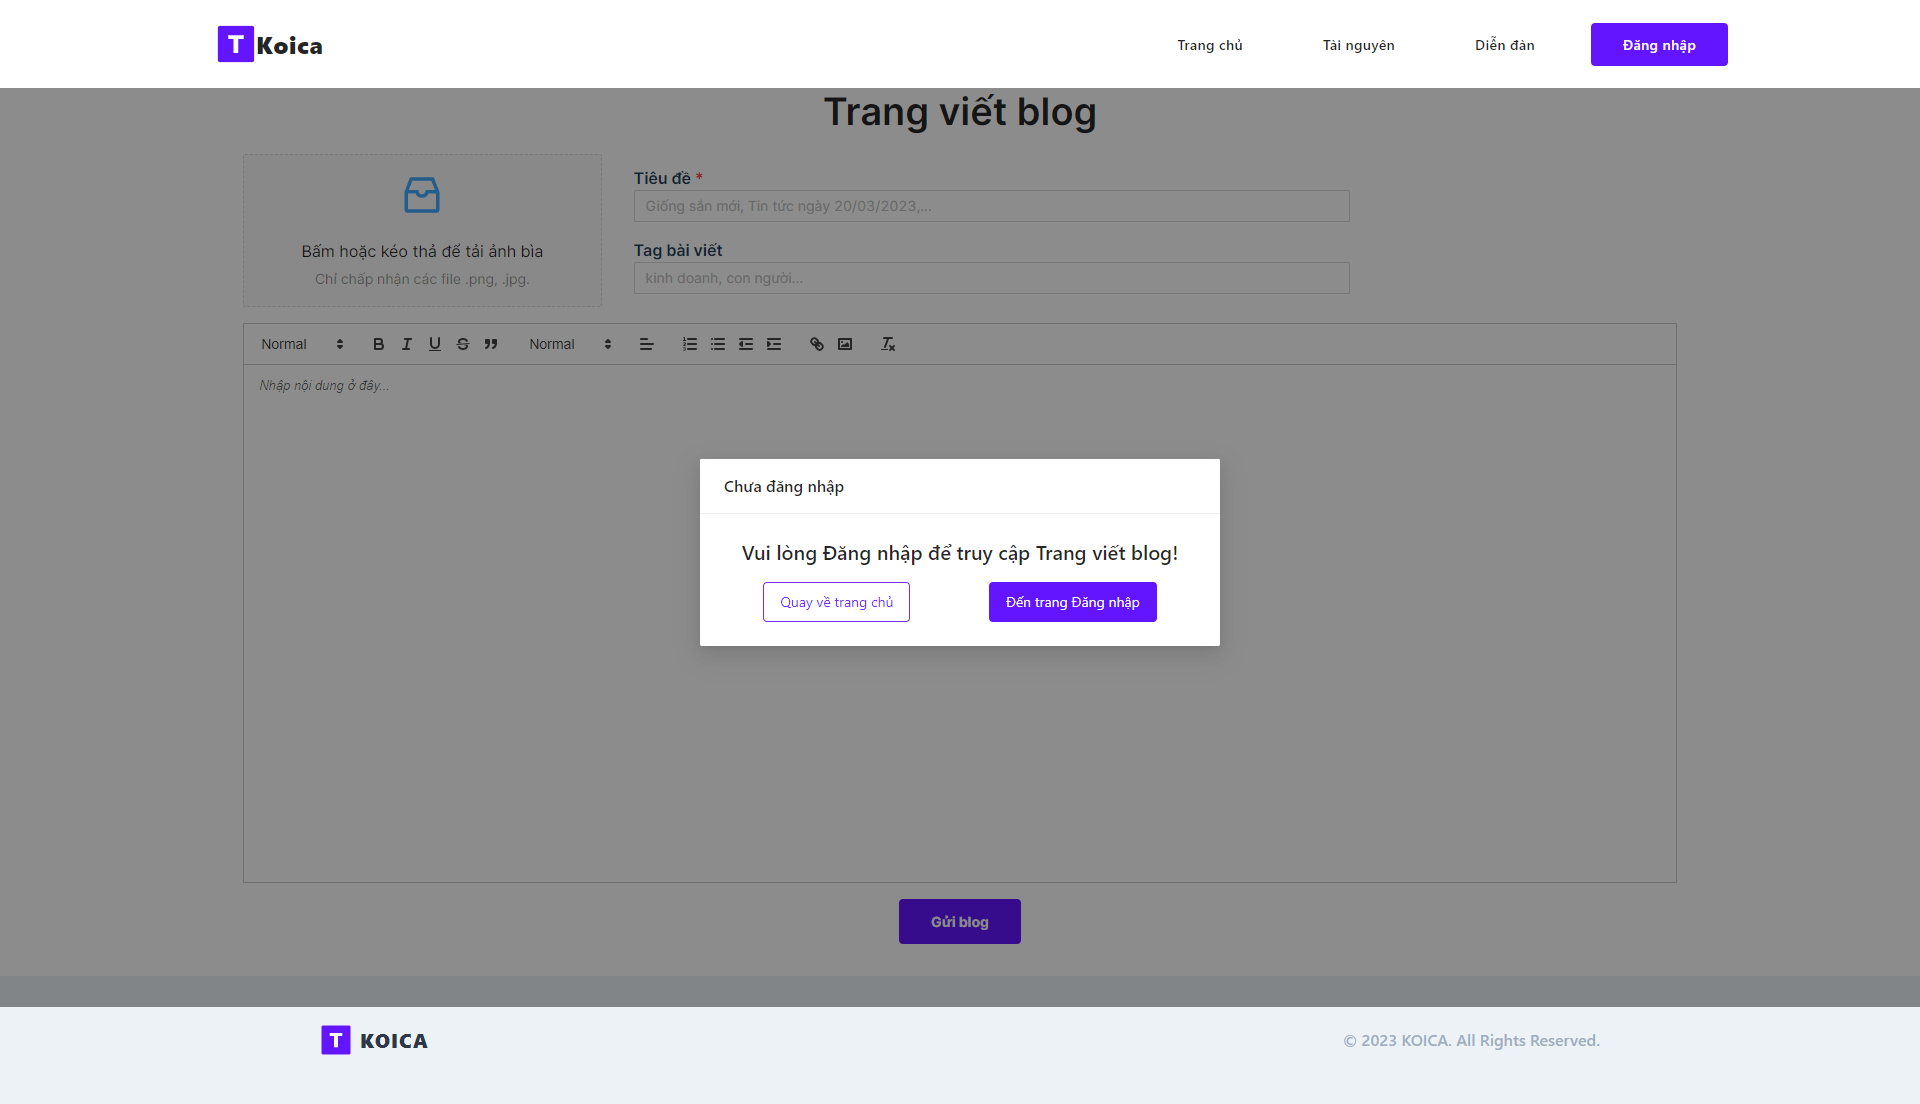 T Koica
Trang chủ
Tài nguyên
Diễn đàn
Đăng nhập
Trang viết blog
Bấm hoặc kéo thả để tải ảnh bìa
Chỉ chấp nhận các file .png, .jpg.
Tiêu đề *
Giống sắn mới, Tin tức ngày 20/03/2023,...
Tag bài viết
kinh doanh, con người...
Normal
Normal
Nhập nội dung ở đây...
Chưa đăng nhập
Vui lòng Đăng nhập để truy cập Trang viết blog!
Quay về trang chủ
Đến trang Đăng nhập
Gửi blog
T KOICA
© 2023 KOICA. All Rights Reserved.